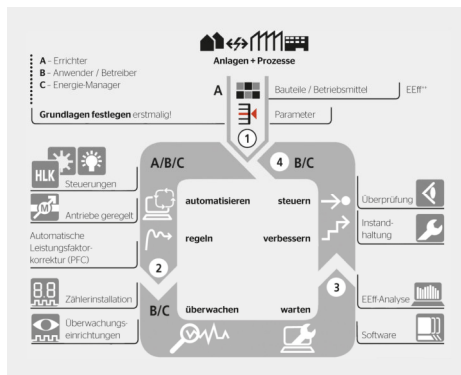 A – Errichter
B – Anwender / Betreiber
C – Energie-Manager
Anlagen + Prozesse
A
Bauteile / Betriebsmittel
EEff**
Grundlagen festlegen erstmalig!
Parameter
1
A/B/C
4 B/C
HLK
Steuerungen
automatisieren
steuern
Überprüfung
M
Antriebe geregelt
regeln
verbessern
Instand-
haltung
Automatische
Leistungsfaktor-
korrektur (PFC)
2
3
88
Zählerinstallation
B/C
überwachen
warten
EEff-Analyse
Überwachungs-
einrichtungen
Software